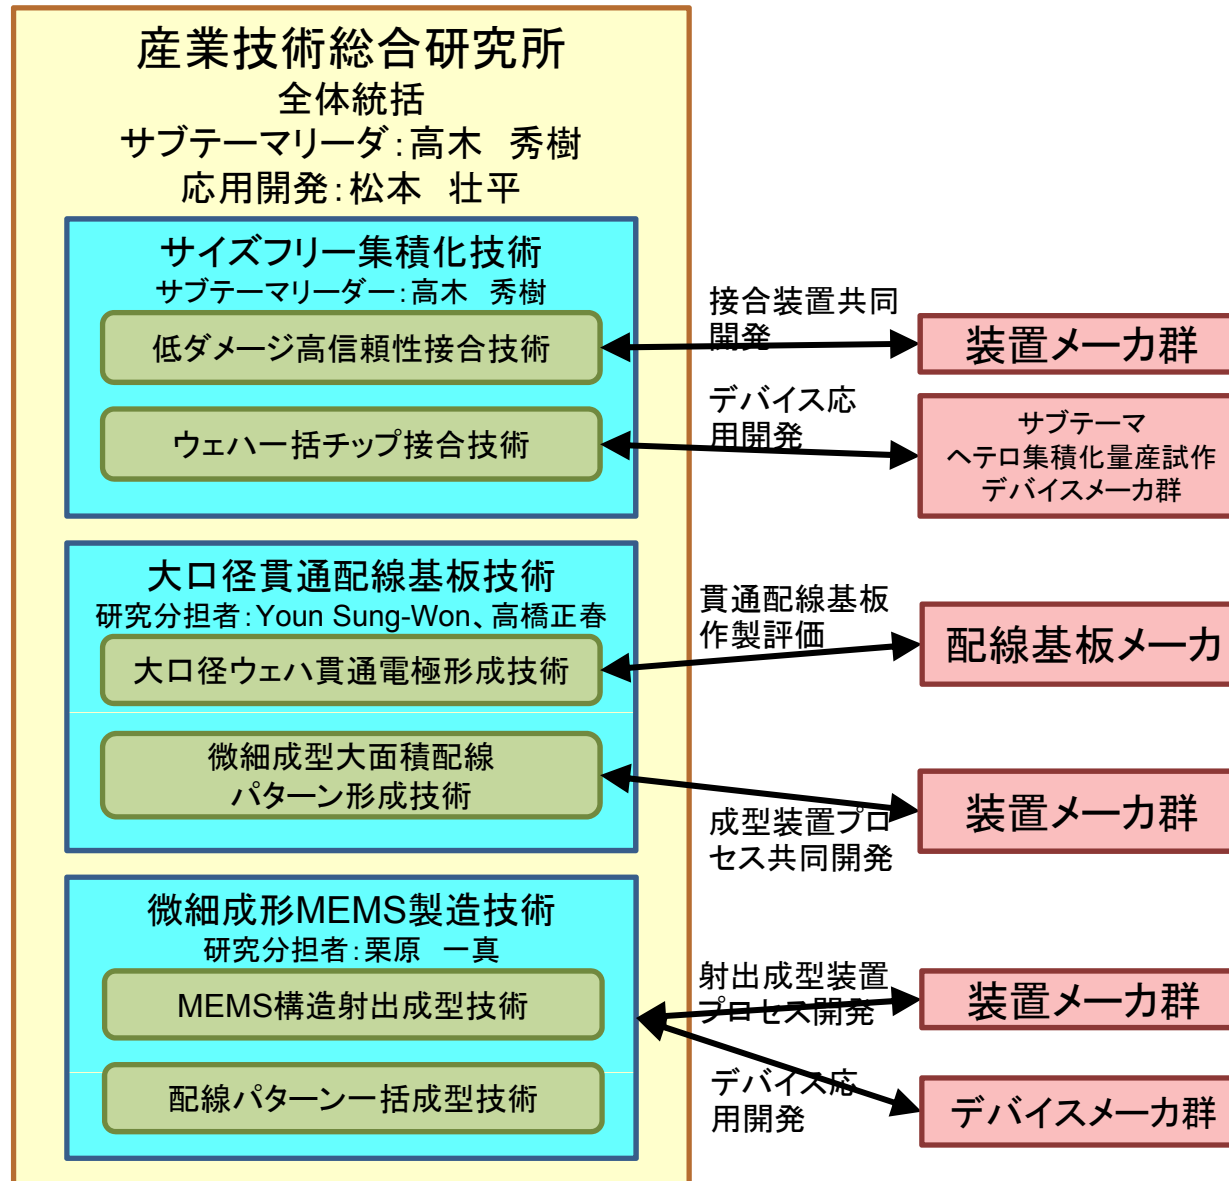 産業技術総合研究所
全体統括
サブテーマリーダ:高木 秀樹
応用開発:松本 壮平
サイズフリー集積化技術
サブテーマリーダー:高木 秀樹
低ダメージ高信頼性接合技術
ウェハ一括チップ接合技術
接合装置共同
開発
装置メーカ群
デバイス応
用開発
サブテーマ
ヘテロ集積化量産試作
デバイスメーカ群
大口径貫通配線基板技術
研究分担者:Youn Sung-Won、高橋正春
大口径ウェハ貫通電極形成技術
微細成型大面積配線
パターン形成技術
貫通配線基板
作製評価
配線基板メーカ
成型装置プロ
セス共同開発
装置メーカ群
微細成形MEMS製造技術
研究分担者:栗原 一真
MEMS構造射出成型技術
配線パターン一括成型技術
射出成型装置
プロセス開発
装置メーカ群
デバイス応
用開発
デバイスメーカ群